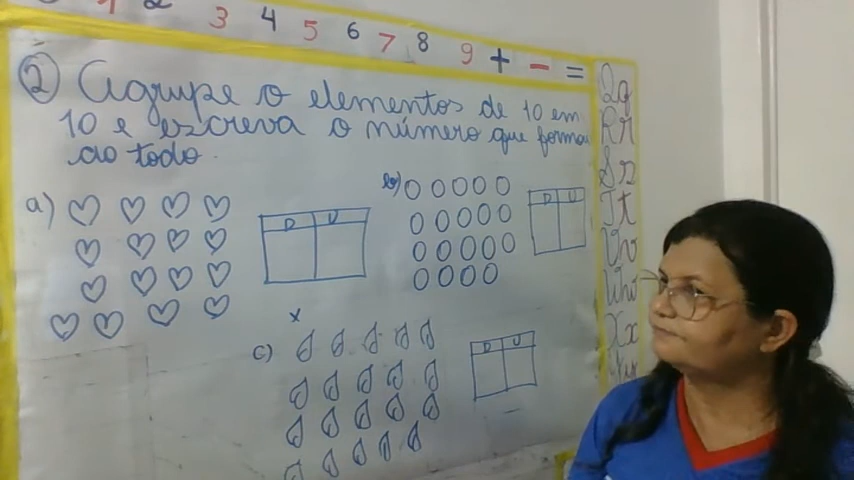 3 4 5 6 7 8 9 + - =
② Agrupe o elementos de 10 em
10 e escreva o número que formou
ao todo.
a)
D U
b)
D U
c)
D U
x
Qq
Rr
Ss
Tt
Uu
Xx